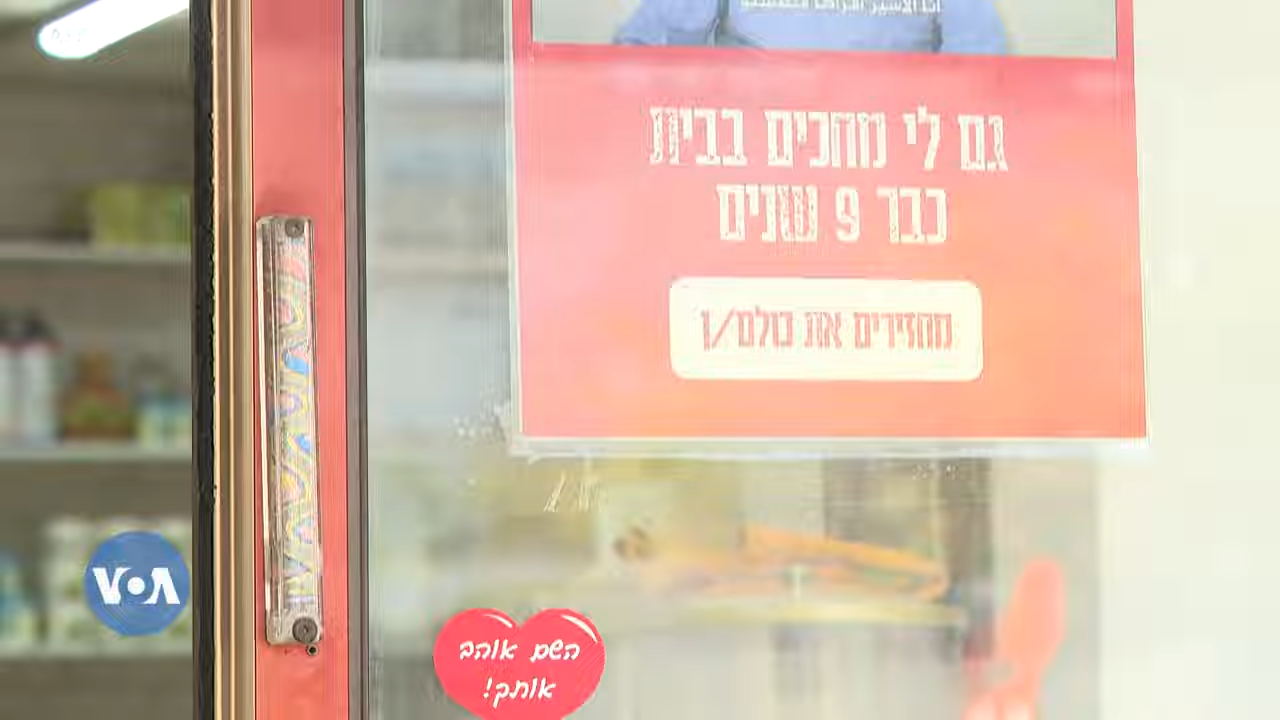 גם לי מחכים בבית
כבר 9 שנים
מחזירים את כולם/ן
השם אוהב
אותך!
VOA